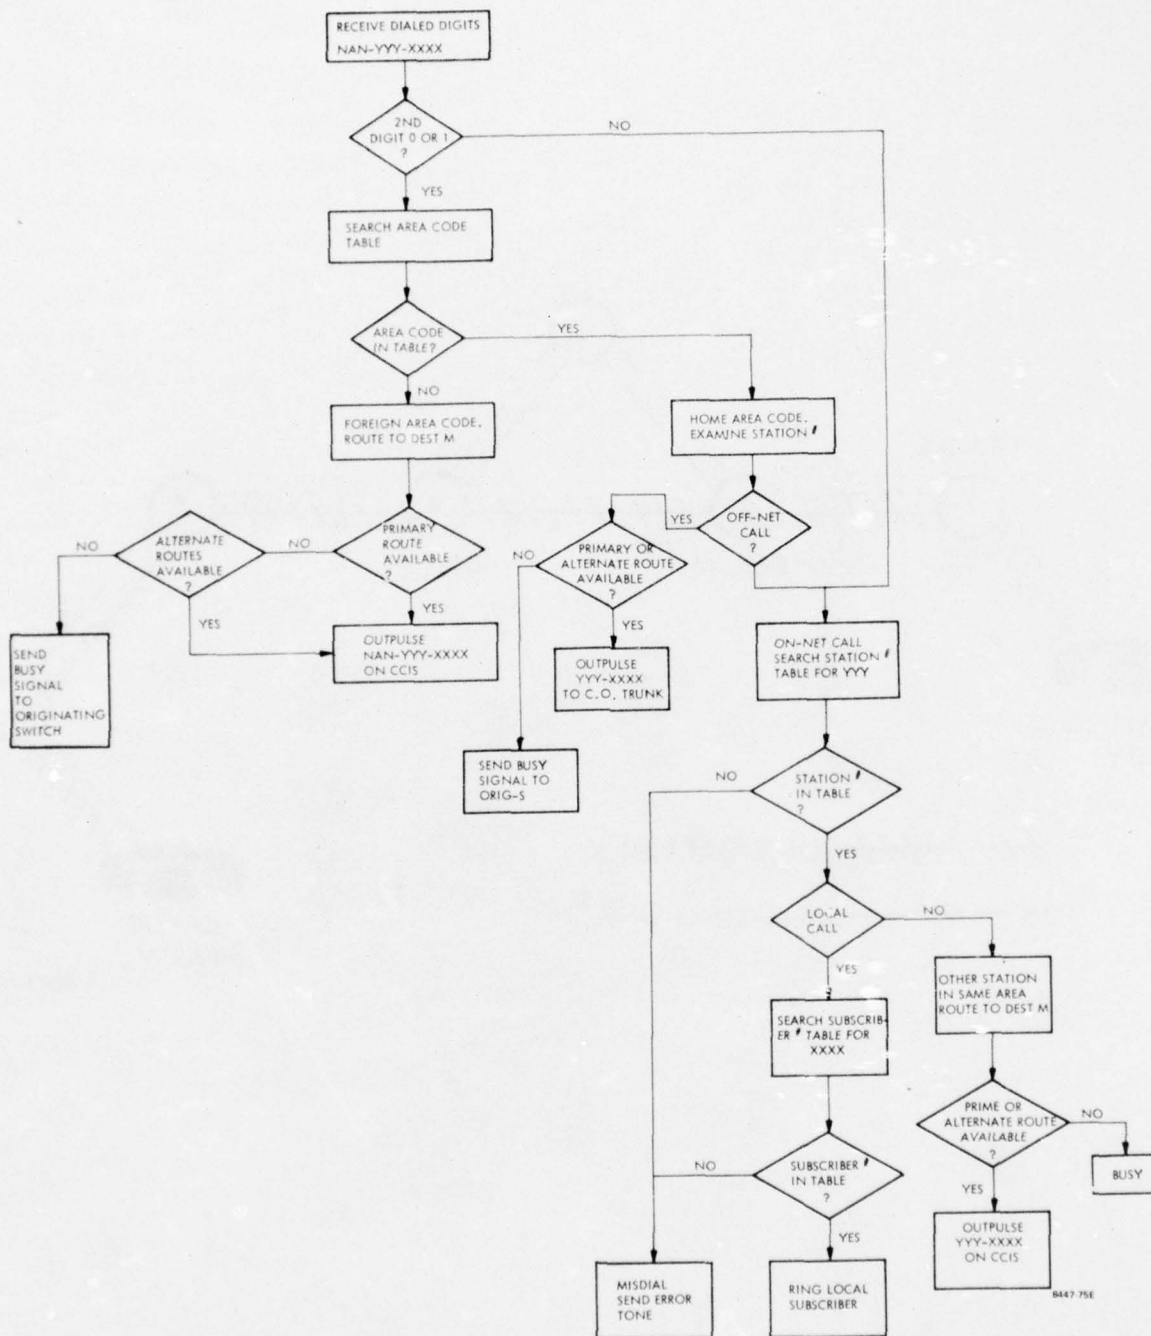 RECEIVE DIALED DIGITS
NAN-YYY-XXXX
2ND
DIGIT 0 OR 1
?
NO
YES
SEARCH AREA CODE
TABLE
AREA CODE
IN TABLE?
YES
NO
FOREIGN AREA CODE,
ROUTE TO DEST M
HOME AREA CODE,
EXAMINE STATION #
OFF-NET
CALL
?
YES
PRIMARY
ROUTE
AVAILABLE
?
NO
YES
ALTERNATE
ROUTES
AVAILABLE
?
NO
YES
PRIMARY OR
ALTERNATE ROUTE
AVAILABLE
?
NO
YES
SEND
BUSY
SIGNAL
TO
ORIGINATING
SWITCH
OUTPULSE
NAN-YYY-XXXX
ON CCIS
OUTPULSE
YYY-XXXX
TO C.O. TRUNK
ON-NET CALL
SEARCH STATION #
TABLE FOR YYY
SEND BUSY
SIGNAL TO
ORIG-S
STATION #
IN TABLE
?
NO
YES
LOCAL
CALL
NO
YES
OTHER STATION
IN SAME AREA
ROUTE TO DEST M
SEARCH SUBSCRIB-
ER # TABLE FOR
XXXX
PRIME OR
ALTERNATE ROUTE
AVAILABLE
?
NO
YES
BUSY
SUBSCRIBER #
IN TABLE
?
NO
YES
OUTPULSE
YYY-XXXX
ON CCIS
MISDIAL
SEND ERROR
TONE
RING LOCAL
SUBSCRIBER
8447-75E